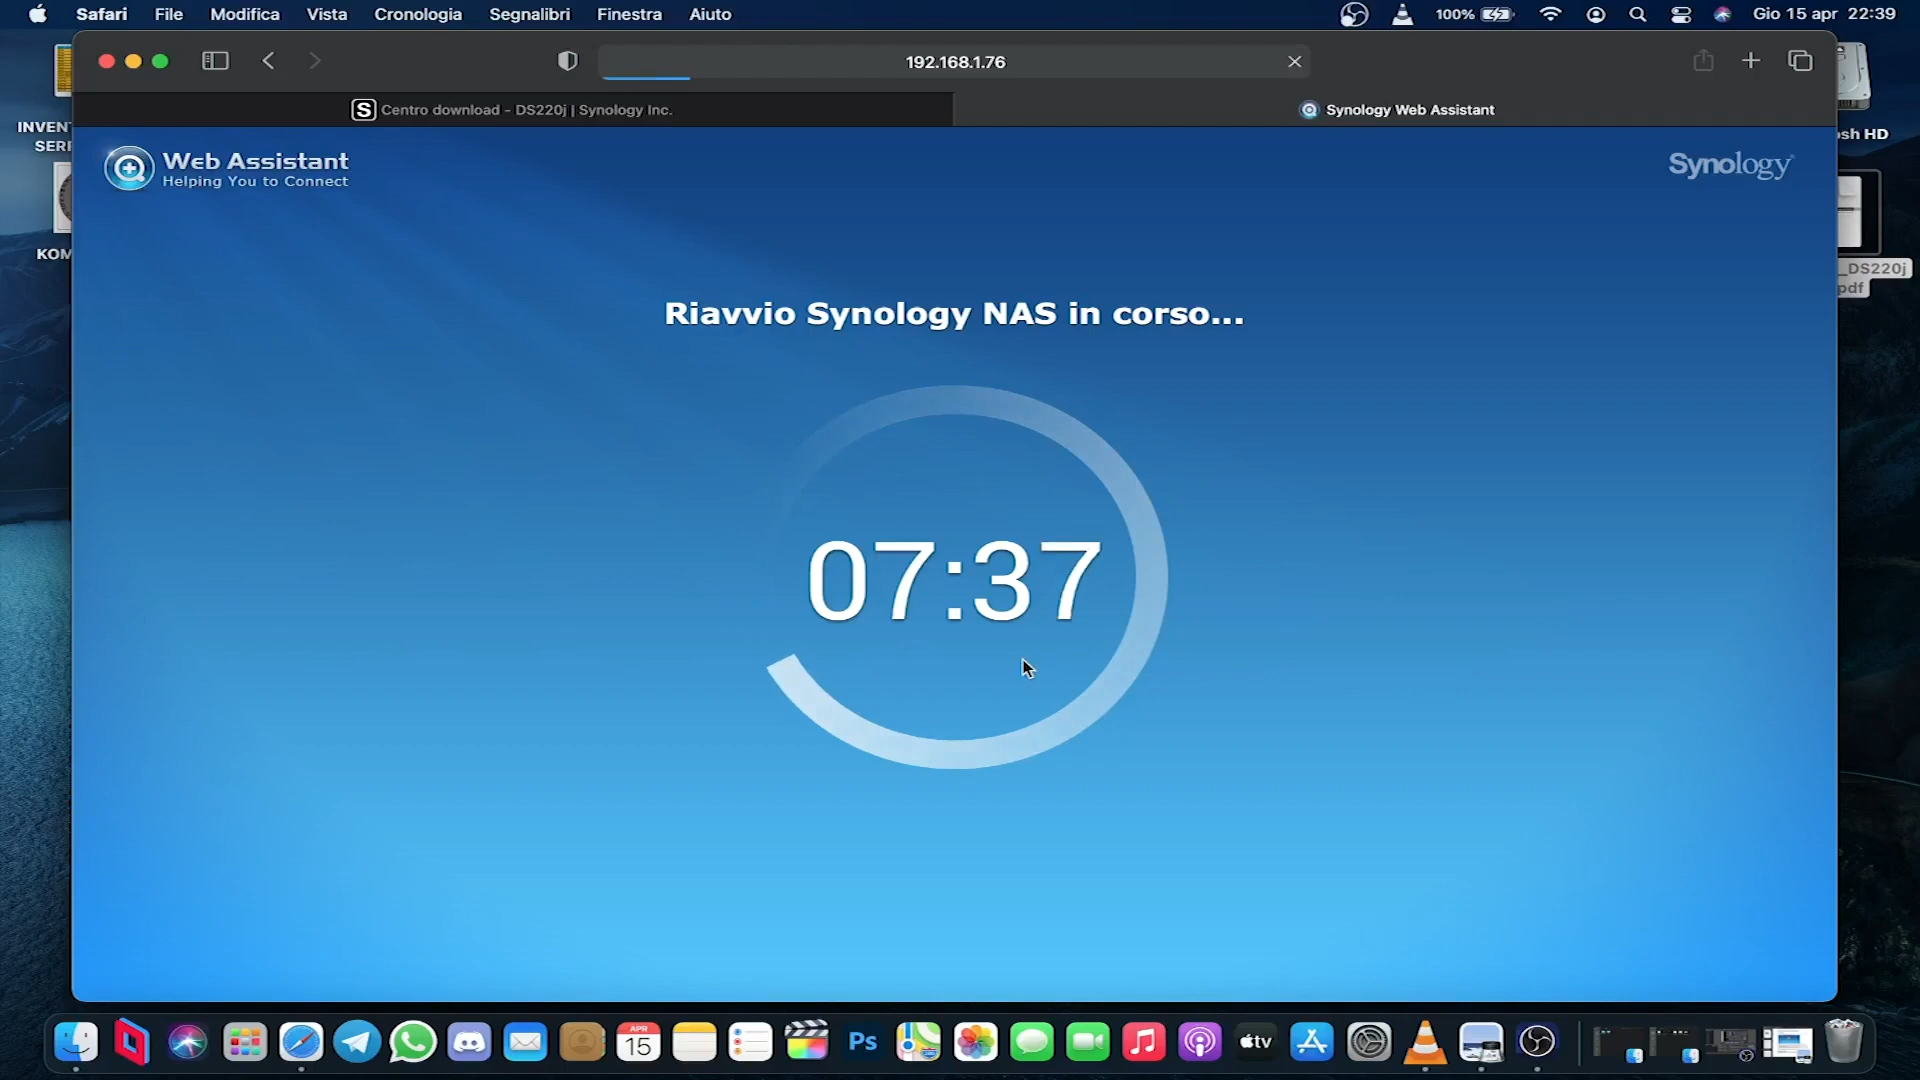 Safari File Modifica Vista Cronologia Segnalibri Finestra Aiuto 100% Gio 15 apr 22:39
192.168.1.76
S Centro download - DS220j | Synology Inc.
Synology Web Assistant
Web Assistant
Helping You to Connect
Synology
Riavvio Synology NAS in corso...
07:37
INVENT
SERI
KOM
sh HD
_DS220j
pdf
APR
15
Ps
tv